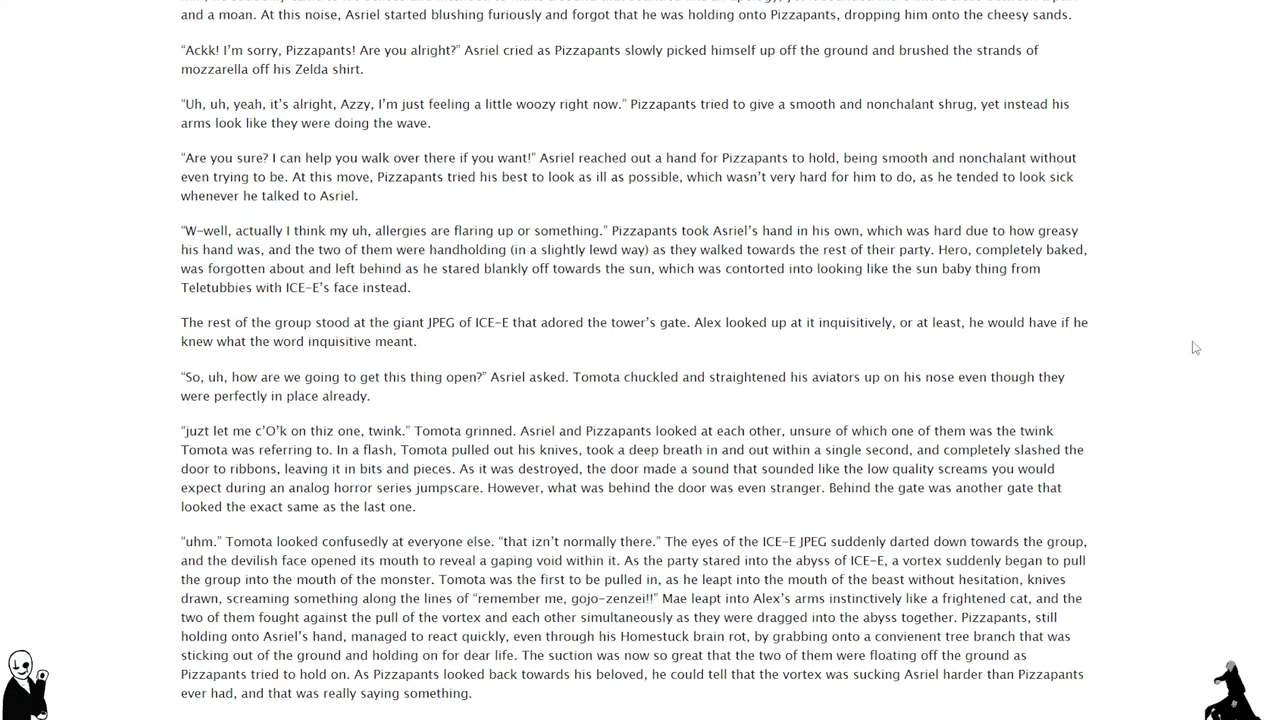 and a moan. At this noise, Asriel started blushing furiously and forgot that he was holding onto Pizzapants, dropping him onto the cheesy sands.
“Ackk! I’m sorry, Pizzapants! Are you alright?” Asriel cried as Pizzapants slowly picked himself up off the ground and brushed the strands of
mozzarella off his Zelda shirt.
“Uh, uh, yeah, it’s alright, Azzy, I’m just feeling a little woozy right now.” Pizzapants tried to give a smooth and nonchalant shrug, yet instead his
arms look like they were doing the wave.
“Are you sure? I can help you walk over there if you want!” Asriel reached out a hand for Pizzapants to hold, being smooth and nonchalant without
even trying to be. At this move, Pizzapants tried his best to look as ill as possible, which wasn’t very hard for him to do, as he tended to look sick
whenever he talked to Asriel.
“W-well, actually I think my uh, allergies are flaring up or something.” Pizzapants took Asriel’s hand in his own, which was hard due to how greasy
his hand was, and the two of them were handholding (in a slightly lewd way) as they walked towards the rest of their party. Hero, completely baked,
was forgotten about and left behind as he stared blankly off towards the sun, which was contorted into looking like the sun baby thing from
Teletubbies with ICE-E’s face instead.
The rest of the group stood at the giant JPEG of ICE-E that adored the tower’s gate. Alex looked up at it inquisitively, or at least, he would have if he
knew what the word inquisitive meant.
“So, uh, how are we going to get this thing open?” Asriel asked. Tomota chuckled and straightened his aviators up on his nose even though they
were perfectly in place already.
“juzt let me c’O’k on thiz one, twink.” Tomota grinned. Asriel and Pizzapants looked at each other, unsure of which one of them was the twink
Tomota was referring to. In a flash, Tomota pulled out his knives, took a deep breath in and out within a single second, and completely slashed the
door to ribbons, leaving it in bits and pieces. As it was destroyed, the door made a sound that sounded like the low quality screams you would
expect during an analog horror series jumpscare. However, what was behind the door was even stranger. Behind the gate was another gate that
looked the exact same as the last one.
“uhm.” Tomota looked confusedly at everyone else. “that izn’t normally there.” The eyes of the ICE-E JPEG suddenly darted down towards the group,
and the devilish face opened its mouth to reveal a gaping void within it. As the party stared into the abyss of ICE-E, a vortex suddenly began to pull
the group into the mouth of the monster. Tomota was the first to be pulled in, as he leapt into the mouth of the beast without hesitation, knives
drawn, screaming something along the lines of “remember me, gojo-zenzei!!” Mae leapt into Alex’s arms instinctively like a frightened cat, and the
two of them fought against the pull of the vortex and each other simultaneously as they were dragged into the abyss together. Pizzapants, still
holding onto Asriel’s hand, managed to react quickly, even through his Homestuck brain rot, by grabbing onto a convienent tree branch that was
sticking out of the ground and holding on for dear life. The suction was now so great that the two of them were floating off the ground as
Pizzapants tried to hold on. As Pizzapants looked back towards his beloved, he could tell that the vortex was sucking Asriel harder than Pizzapants
ever had, and that was really saying something.